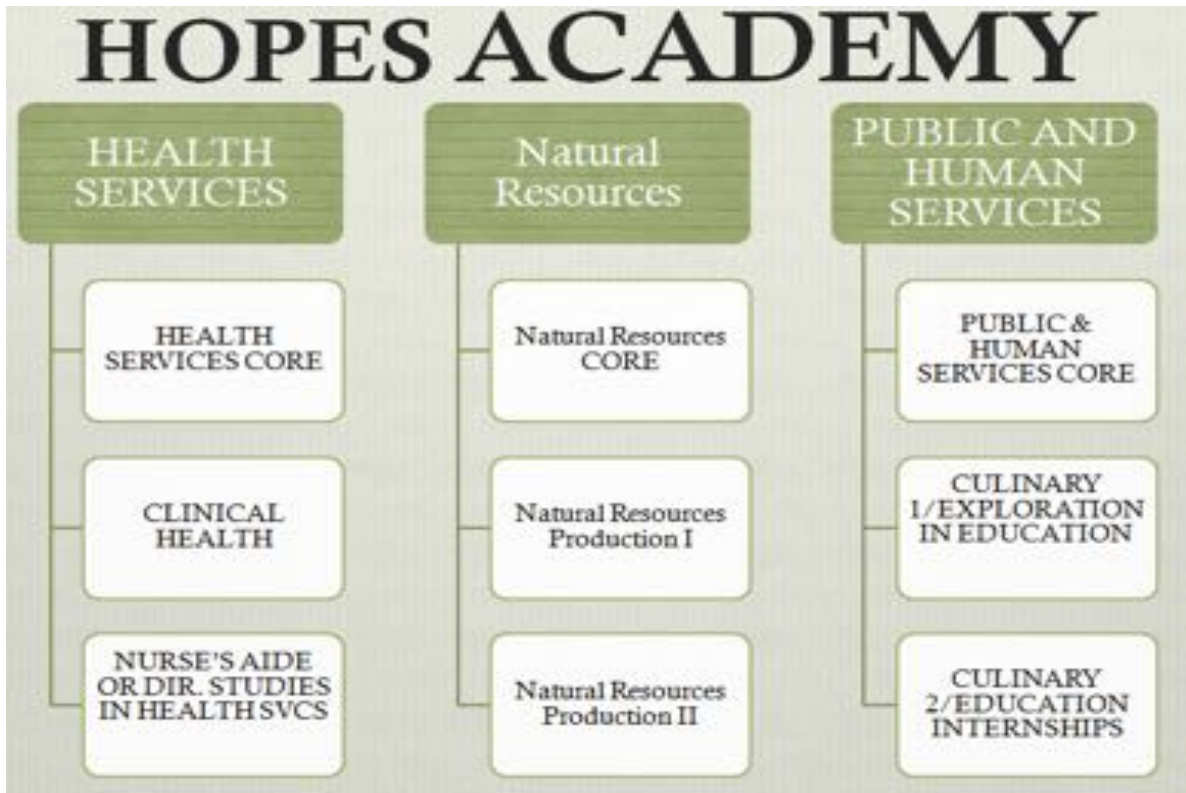 HOPES ACADEMY
HEALTH
SERVICES
HEALTH
SERVICES CORE
CLINICAL
HEALTH
NURSE'S AIDE
OR DIR. STUDIES
IN HEALTH SVCS
Natural
Resources
Natural Resources
CORE
Natural Resources
Production I
Natural Resources
Production II
PUBLIC AND
HUMAN
SERVICES
PUBLIC &
HUMAN
SERVICES CORE
CULINARY
1/EXPLORATION
IN EDUCATION
CULINARY
2/EDUCATION
INTERNSHIPS